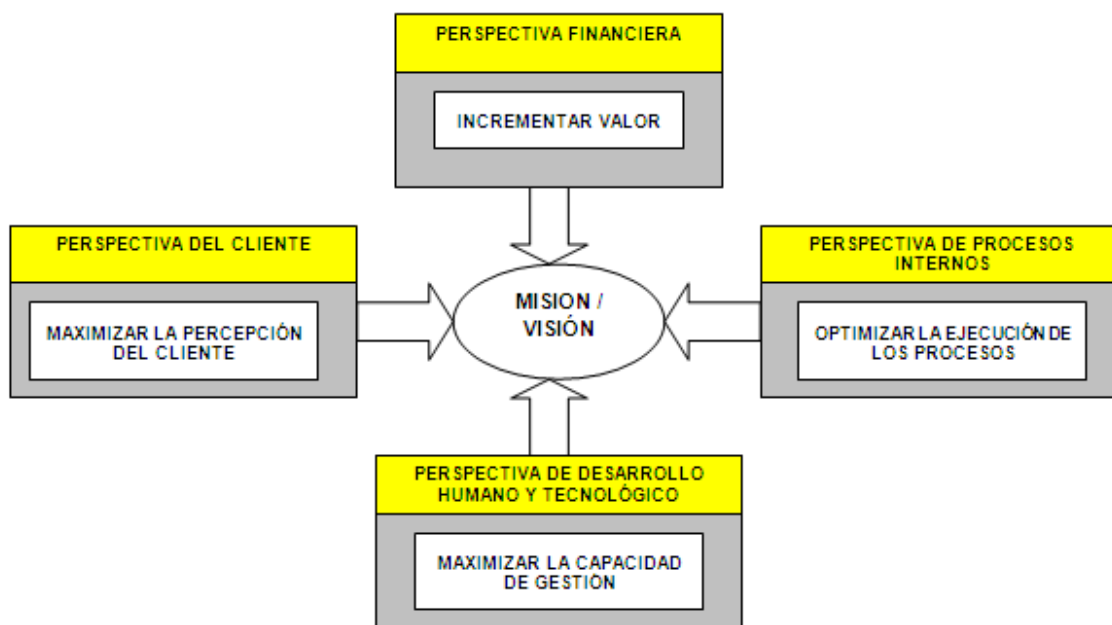 PERSPECTIVA FINANCIERA
INCREMENTAR VALOR
PERSPECTIVA DEL CLIENTE
MAXIMIZAR LA PERCEPCIÓN
DEL CLIENTE
MISION /
VISIÓN
PERSPECTIVA DE PROCESOS
INTERNOS
OPTIMIZAR LA EJECUCIÓN DE
LOS PROCESOS
PERSPECTIVA DE DESARROLLO
HUMANO Y TECNOLÓGICO
MAXIMIZAR LA CAPACIDAD
DE GESTIÓN